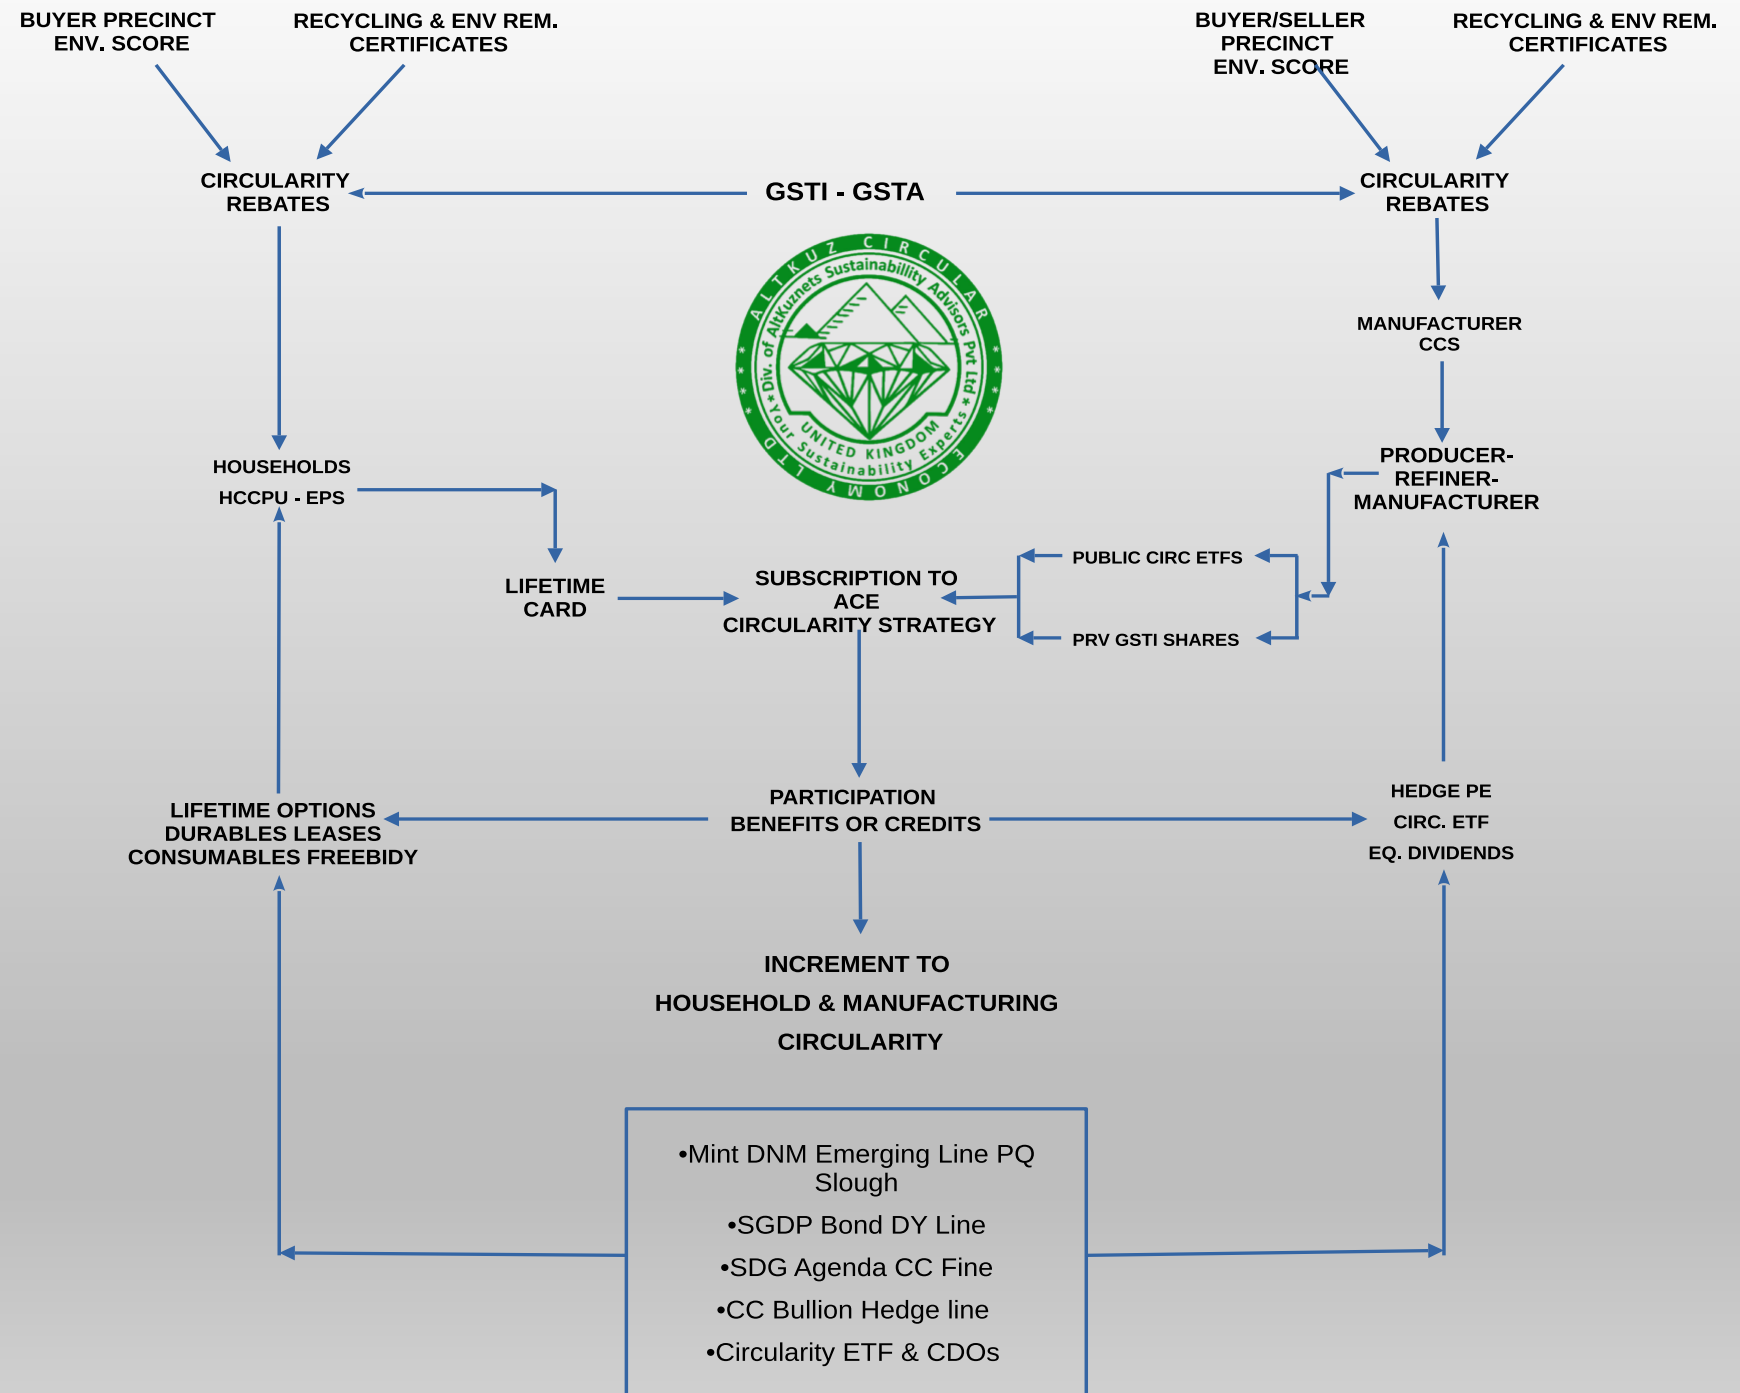 BUYER PRECINCT
ENV. SCORE
RECYCLING & ENV REM.
CERTIFICATES
BUYER/SELLER
PRECINCT
ENV. SCORE
RECYCLING & ENV REM.
CERTIFICATES
CIRCULARITY
REBATES
GSTI - GSTA
CIRCULARITY
REBATES
ALTKUZ CIRCULAR ECONOMY LTD
Div. of AltKuznets Sustainabillity Advisors Pvt Ltd
Your Sustainability Experts
UNITED KINGDOM
MANUFACTURER
CCS
HOUSEHOLDS
HCCPU - EPS
PRODUCER-
REFINER-
MANUFACTURER
LIFETIME
CARD
SUBSCRIPTION TO
ACE
CIRCULARITY STRATEGY
PUBLIC CIRC ETFS
PRV GSTI SHARES
LIFETIME OPTIONS
DURABLES LEASES
CONSUMABLES FREEBIDY
PARTICIPATION
BENEFITS OR CREDITS
HEDGE PE
CIRC. ETF
EQ. DIVIDENDS
INCREMENT TO
HOUSEHOLD & MANUFACTURING
CIRCULARITY
•Mint DNM Emerging Line PQ
Slough
•SGDP Bond DY Line
•SDG Agenda CC Fine
•CC Bullion Hedge line
•Circularity ETF & CDOs